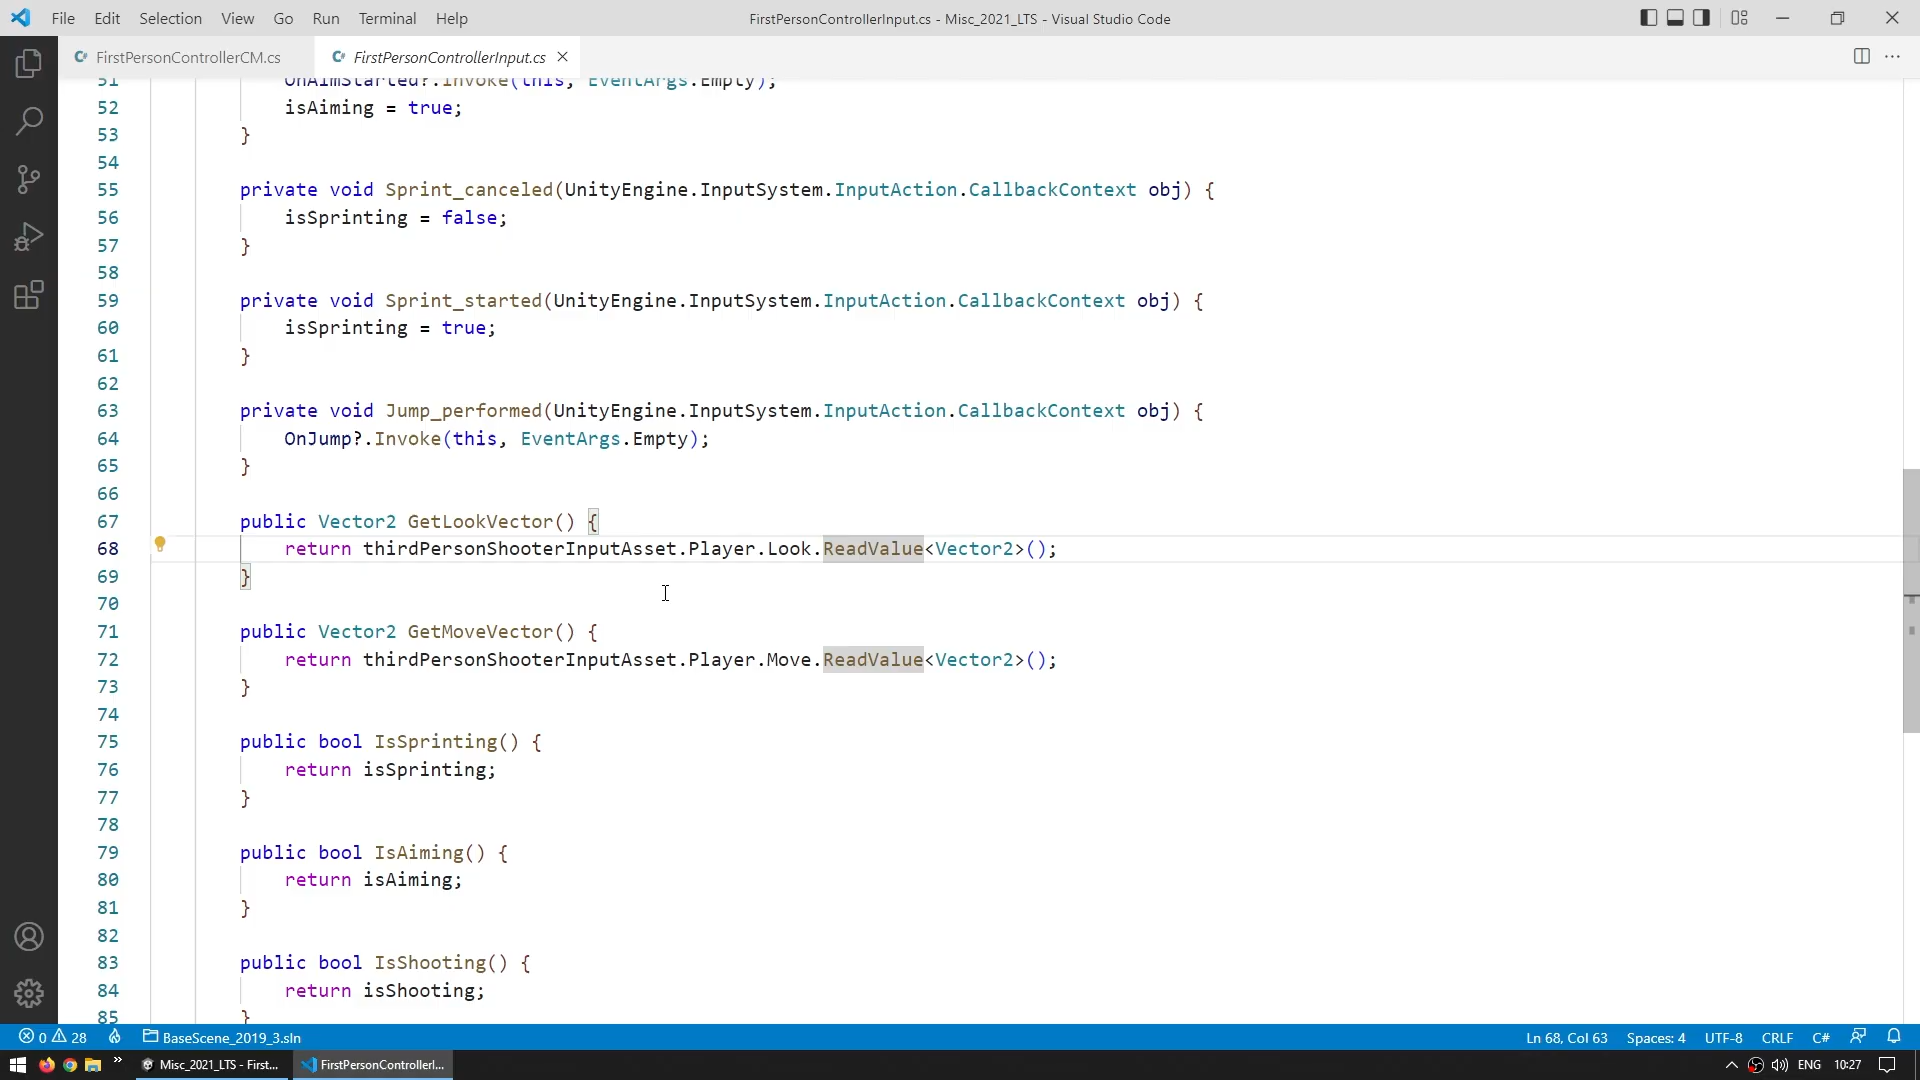 File Edit Selection View Go Run Terminal Help
FirstPersonControllerInput.cs - Misc_2021_LTS - Visual Studio Code
FirstPersonControllerCM.cs
FirstPersonControllerInput.cs
51 OnAimStarted?.Invoke(this, EventArgs.Empty);
52 isAiming = true;
53 }
54
55 private void Sprint_canceled(UnityEngine.InputSystem.InputAction.CallbackContext obj) {
56 isSprinting = false;
57 }
58
59 private void Sprint_started(UnityEngine.InputSystem.InputAction.CallbackContext obj) {
60 isSprinting = true;
61 }
62
63 private void Jump_performed(UnityEngine.InputSystem.InputAction.CallbackContext obj) {
64 OnJump?.Invoke(this, EventArgs.Empty);
65 }
66
67 public Vector2 GetLookVector() {
68 return thirdPersonShooterInputAsset.Player.Look.ReadValue<Vector2>();
69 }
70
71 public Vector2 GetMoveVector() {
72 return thirdPersonShooterInputAsset.Player.Move.ReadValue<Vector2>();
73 }
74
75 public bool IsSprinting() {
76 return isSprinting;
77 }
78
79 public bool IsAiming() {
80 return isAiming;
81 }
82
83 public bool IsShooting() {
84 return isShooting;
85 }
0 28 BaseScene_2019_3.sln
Ln 68, Col 63 Spaces: 4 UTF-8 CRLF C#
Misc_2021_LTS - First...
FirstPersonControllerI...
ENG 10:27